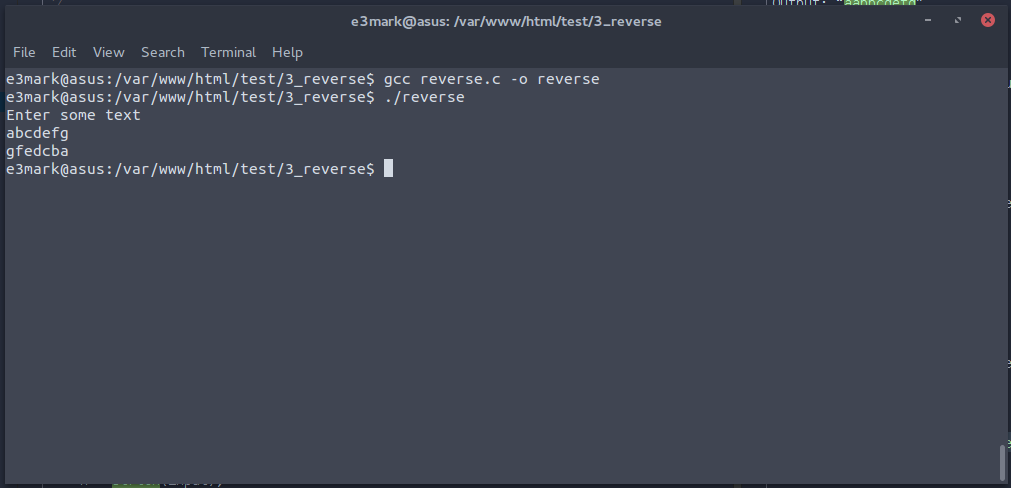 Output: "aabbcdefg"
e3mark@asus: /var/www/html/test/3_reverse
File Edit View Search Terminal Help
e3mark@asus:/var/www/html/test/3_reverse$ gcc reverse.c -o reverse
e3mark@asus:/var/www/html/test/3_reverse$ ./reverse
Enter some text
abcdefg
gfedcba
e3mark@asus:/var/www/html/test/3_reverse$